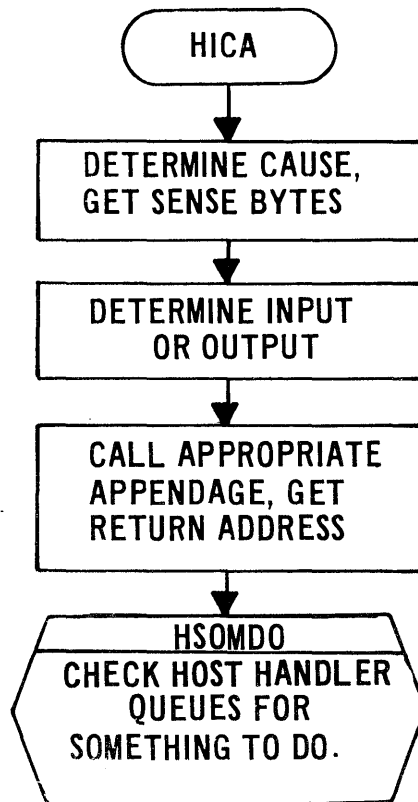 HICA
DETERMINE CAUSE,
GET SENSE BYTES
DETERMINE INPUT
OR OUTPUT
CALL APPROPRIATE
APPENDAGE, GET
RETURN ADDRESS
HSOMDO
CHECK HOST HANDLER
QUEUES FOR
SOMETHING TO DO.